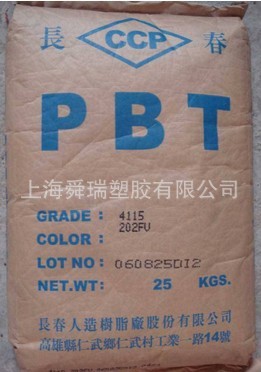 長 CCP 春
PBT
上海舜瑞塑胶有限公司
GRADE : 4115
202FV
COLOR :
LOT NO : 060825DI2
NET.WT: 25 KGS.
長春人造樹脂廠股份有限公司
高雄縣仁武鄉仁武村工業一路14號